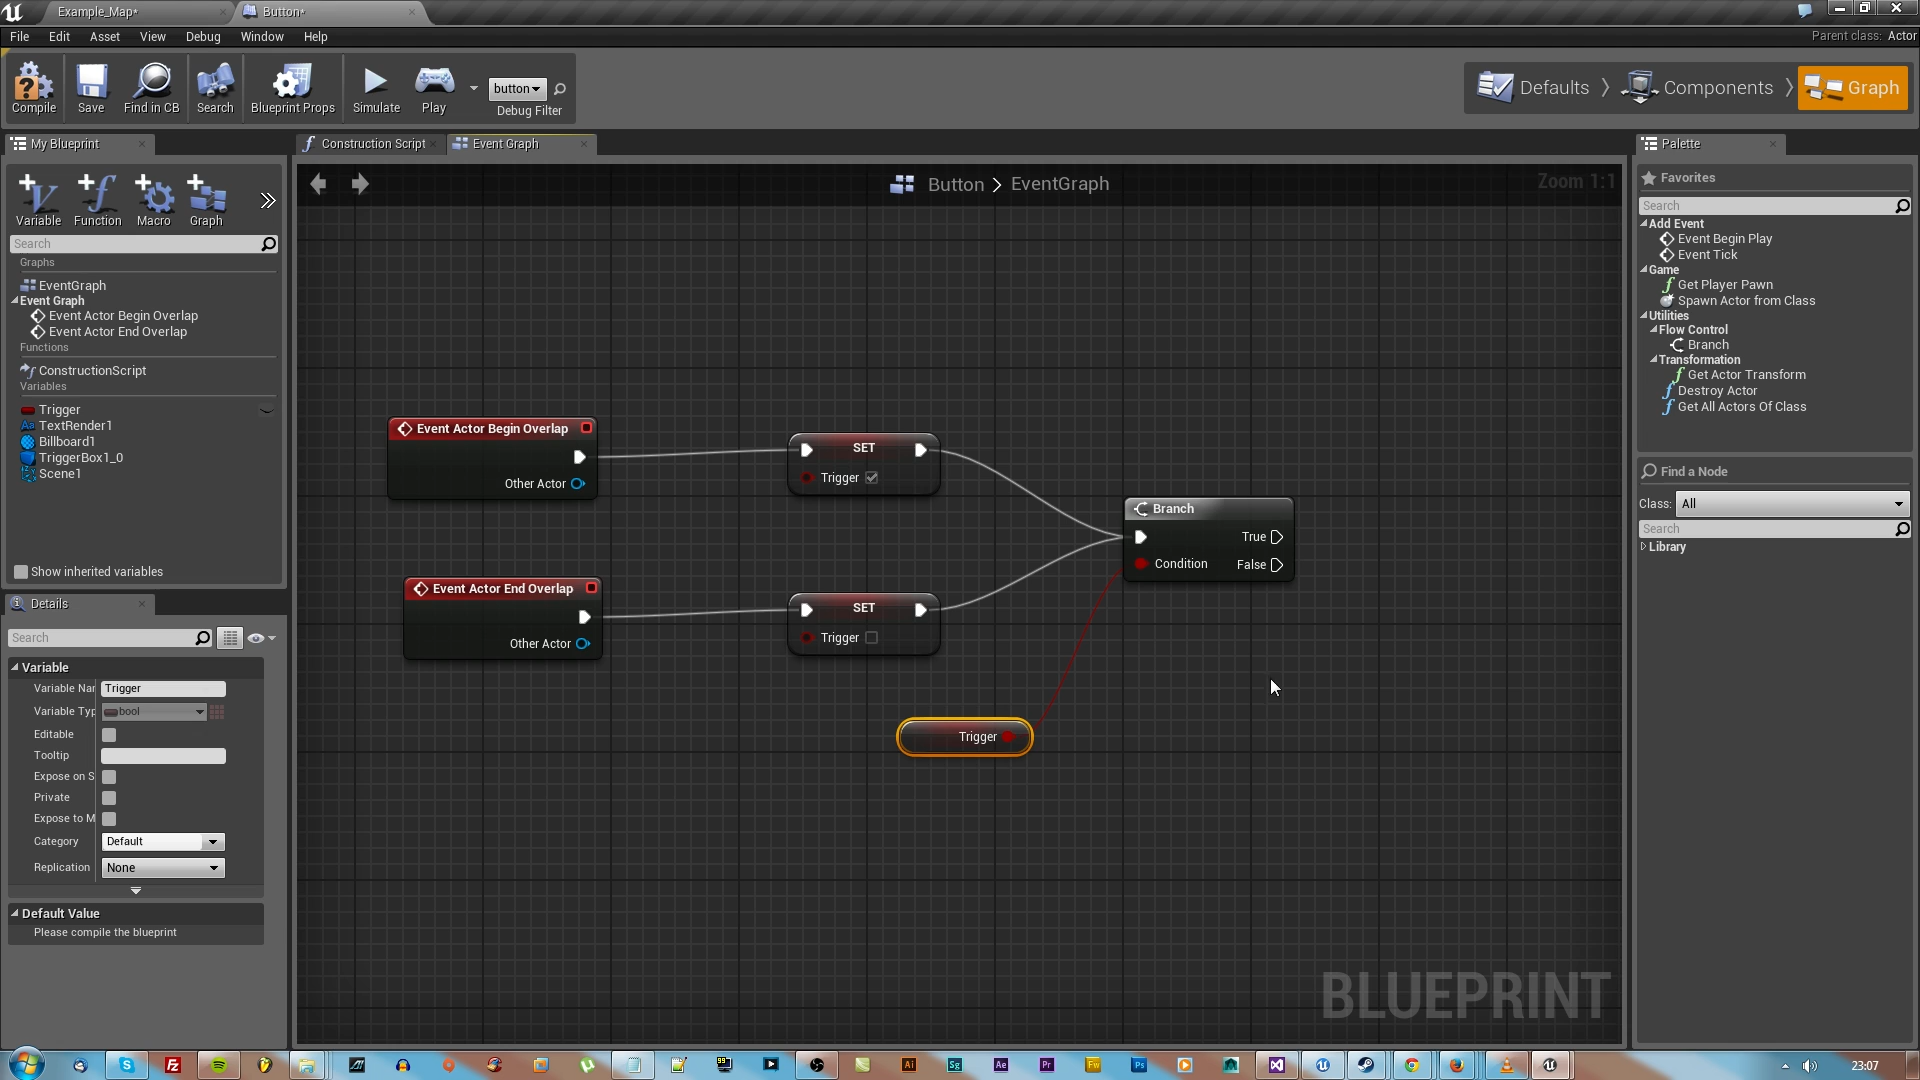 Example_Map*
Button*
File Edit Asset View Debug Window Help
Parent class: Actor
Compile
Save
Find in CB
Search
Blueprint Props
Simulate
Play
button
Debug Filter
Defaults
Components
Graph
My Blueprint
Variable
Function
Macro
Graph
Search
Graphs
EventGraph
Event Graph
Event Actor Begin Overlap
Event Actor End Overlap
Functions
ConstructionScript
Variables
Trigger
TextRender1
Billboard1
TriggerBox1_0
Scene1
Show inherited variables
Details
Search
Variable
Variable Nar Trigger
Variable Typ bool
Editable
Tooltip
Expose on S
Private
Expose to M
Category Default
Replication None
Default Value
Please compile the blueprint
Construction Script
Event Graph
Button > EventGraph
Zoom 1:1
Event Actor Begin Overlap
Other Actor
SET
Trigger
Branch
True
Condition
False
Event Actor End Overlap
Other Actor
SET
Trigger
Trigger
BLUEPRINT
Palette
Favorites
Search
Add Event
Event Begin Play
Event Tick
Game
Get Player Pawn
Spawn Actor from Class
Utilities
Flow Control
Branch
Transformation
Get Actor Transform
Destroy Actor
Get All Actors Of Class
Find a Node
Class: All
Search
Library
Ai
Sg
Ae
Pr
Fw
Ps
23:07